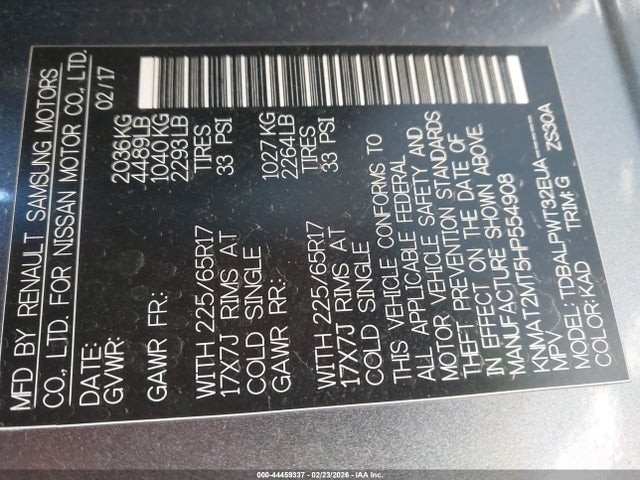 MFD BY RENAULT SAMSUNG MOTORS
CO., LTD. FOR NISSAN MOTOR CO., LTD.
DATE: 02/17
GVWR: 2036KG
4489LB
GAWR FR.: 1040 KG
2293 LB
WITH 225/65R17 TIRES
17X7J RIMS AT 33 PSI
COLD SINGLE
GAWR RR.: 1027 KG
2264LB
WITH 225/65R17 TIRES
17X7J RIMS AT 33 PSI
COLD SINGLE
THIS VEHICLE CONFORMS TO
ALL APPLICABLE FEDERAL
MOTOR VEHICLE SAFETY AND
THEFT PREVENTION STANDARDS
IN EFFECT ON THE DATE OF
MANUFACTURE SHOWN ABOVE.
KNMAT2MT5HP554908
MPV
MODEL: TDBALPWT32EUA-----
COLOR: KAD TRIM: G ZS30A
000-44459337 - 02/23/2026 - IAA Inc.